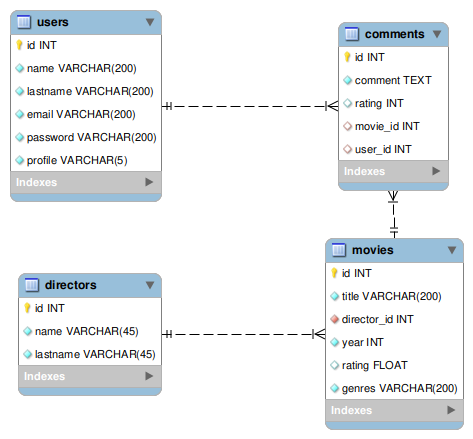 users
id INT
name VARCHAR(200)
lastname VARCHAR(200)
email VARCHAR(200)
password VARCHAR(200)
profile VARCHAR(5)
Indexes
comments
id INT
comment TEXT
rating INT
movie_id INT
user_id INT
Indexes
directors
id INT
name VARCHAR(45)
lastname VARCHAR(45)
Indexes
movies
id INT
title VARCHAR(200)
director_id INT
year INT
rating FLOAT
genres VARCHAR(200)
Indexes